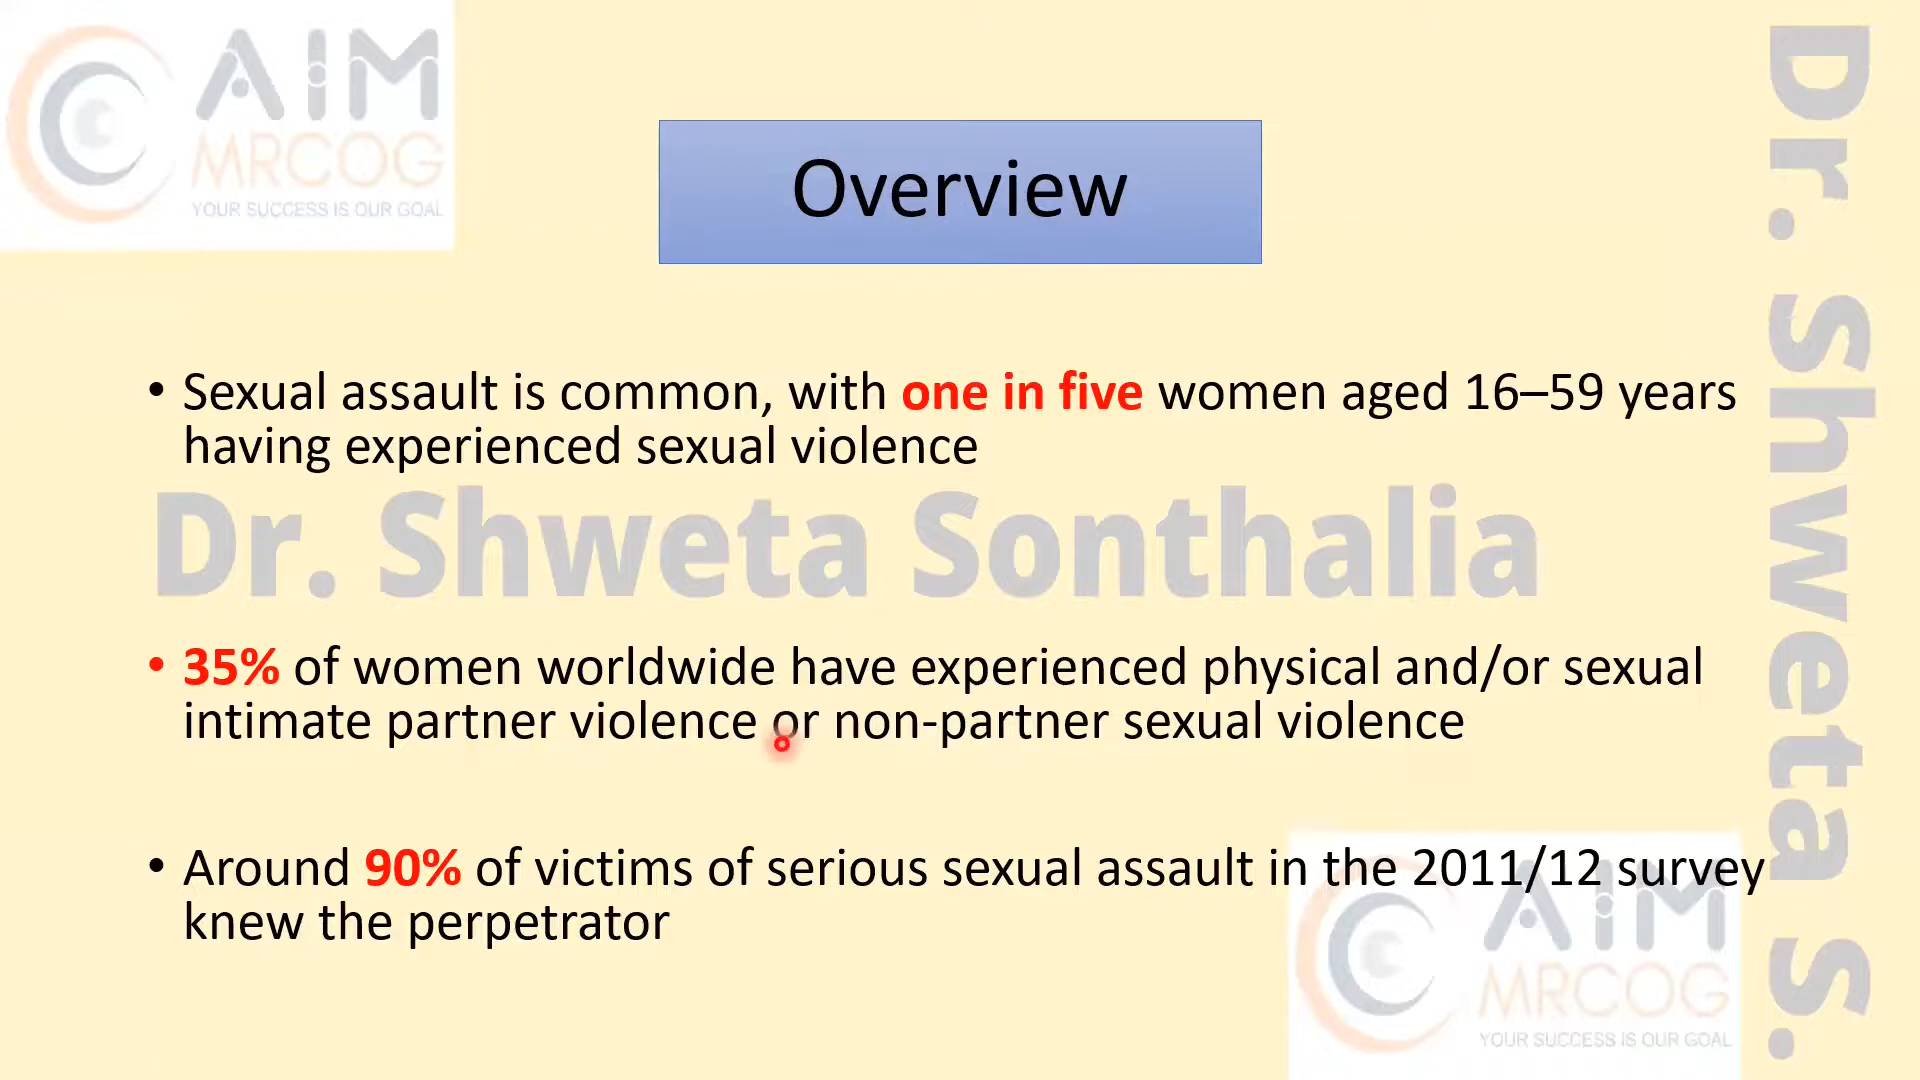 AIM
MRCOG
YOUR SUCCESS IS OUR GOAL
Overview
• Sexual assault is common, with one in five women aged 16–59 years
having experienced sexual violence
Dr. Shweta Sonthalia
• 35% of women worldwide have experienced physical and/or sexual
intimate partner violence or non-partner sexual violence
• Around 90% of victims of serious sexual assault in the 2011/12 survey
knew the perpetrator
AIM
MRCOG
YOUR SUCCESS IS OUR GOAL
Dr. Shweta S.